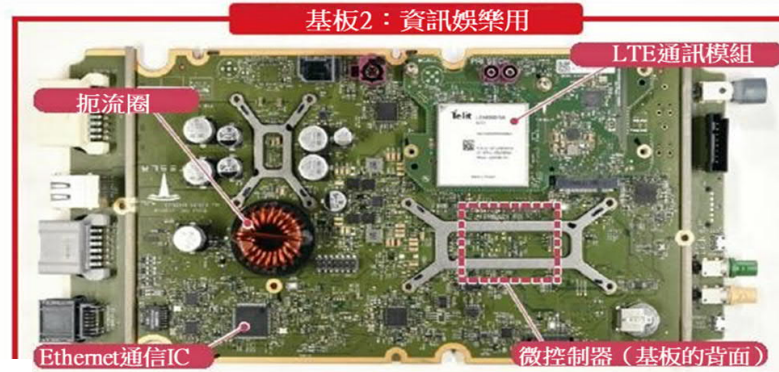 基板2：資訊娛樂用
LTE通訊模組
扼流圈
Telit
TESLA
Ethernet通信IC
微控制器（基板的背面）